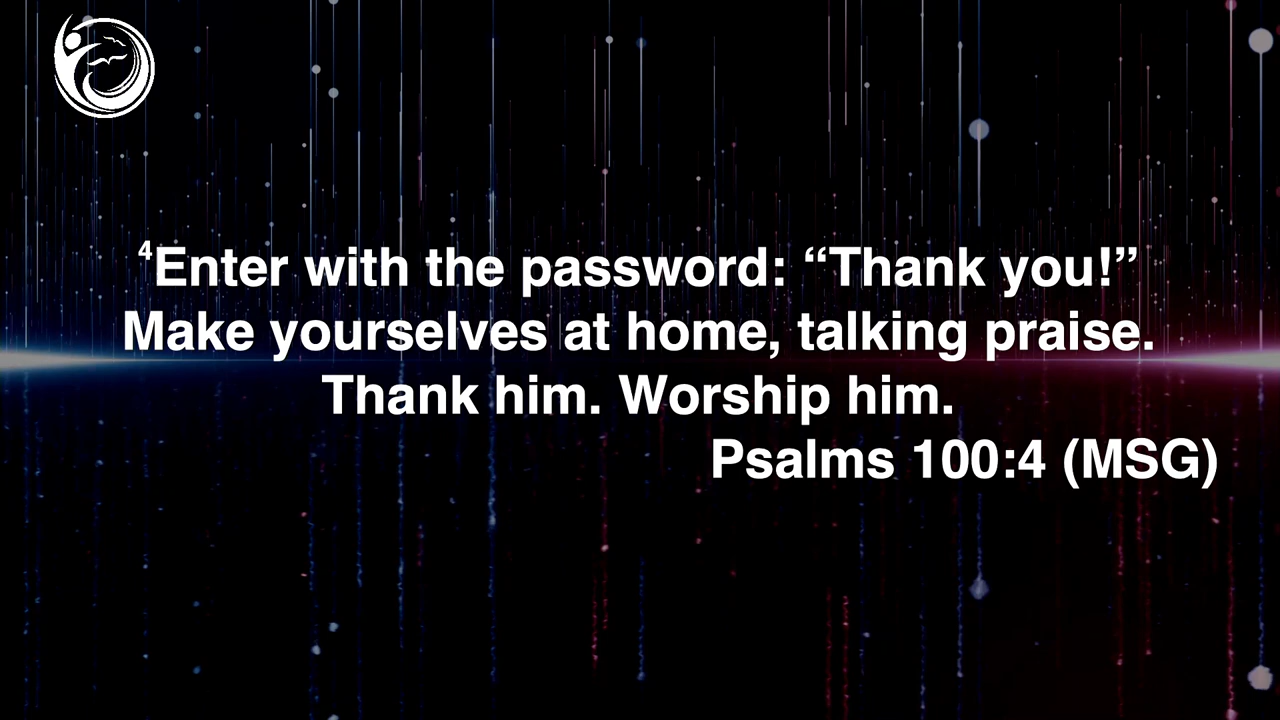 ⁴Enter with the password: “Thank you!”
Make yourselves at home, talking praise.
Thank him. Worship him.
Psalms 100:4 (MSG)